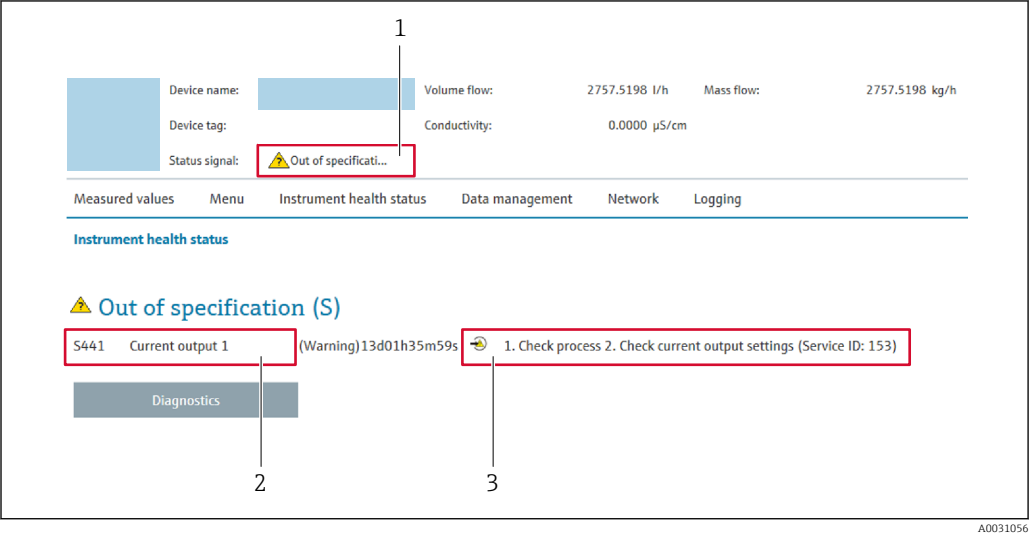 1
Device name: Volume flow: 2757.5198 l/h Mass flow: 2757.5198 kg/h
Device tag: Conductivity: 0.0000 µS/cm
Status signal: Out of specificati...
Measured values Menu Instrument health status Data management Network Logging
Instrument health status
Out of specification (S)
S441 Current output 1 (Warning)13d01h35m59s 1. Check process 2. Check current output settings (Service ID: 153)
Diagnostics
2 3
A0031056